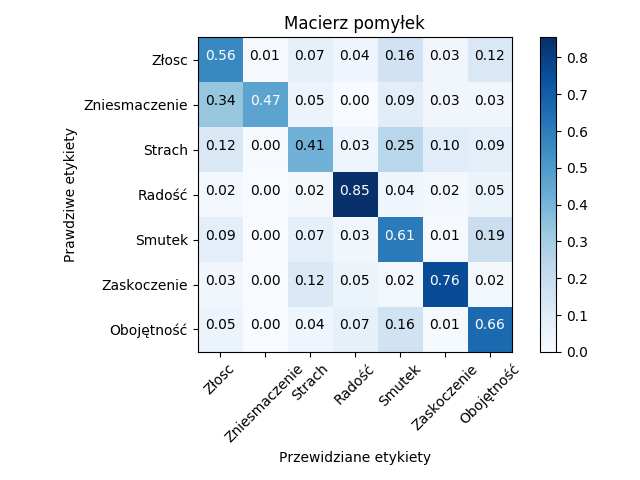 Macierz pomyłek
Złosc 0.56 0.01 0.07 0.04 0.16 0.03 0.12
Zniesmaczenie 0.34 0.47 0.05 0.00 0.09 0.03 0.03
Strach 0.12 0.00 0.41 0.03 0.25 0.10 0.09
Radość 0.02 0.00 0.02 0.85 0.04 0.02 0.05
Smutek 0.09 0.00 0.07 0.03 0.61 0.01 0.19
Zaskoczenie 0.03 0.00 0.12 0.05 0.02 0.76 0.02
Obojętność 0.05 0.00 0.04 0.07 0.16 0.01 0.66
Prawdziwe etykiety
Złosc Zniesmaczenie Strach Radość Smutek Zaskoczenie Obojętność
Przewidziane etykiety
0.8
0.7
0.6
0.5
0.4
0.3
0.2
0.1
0.0